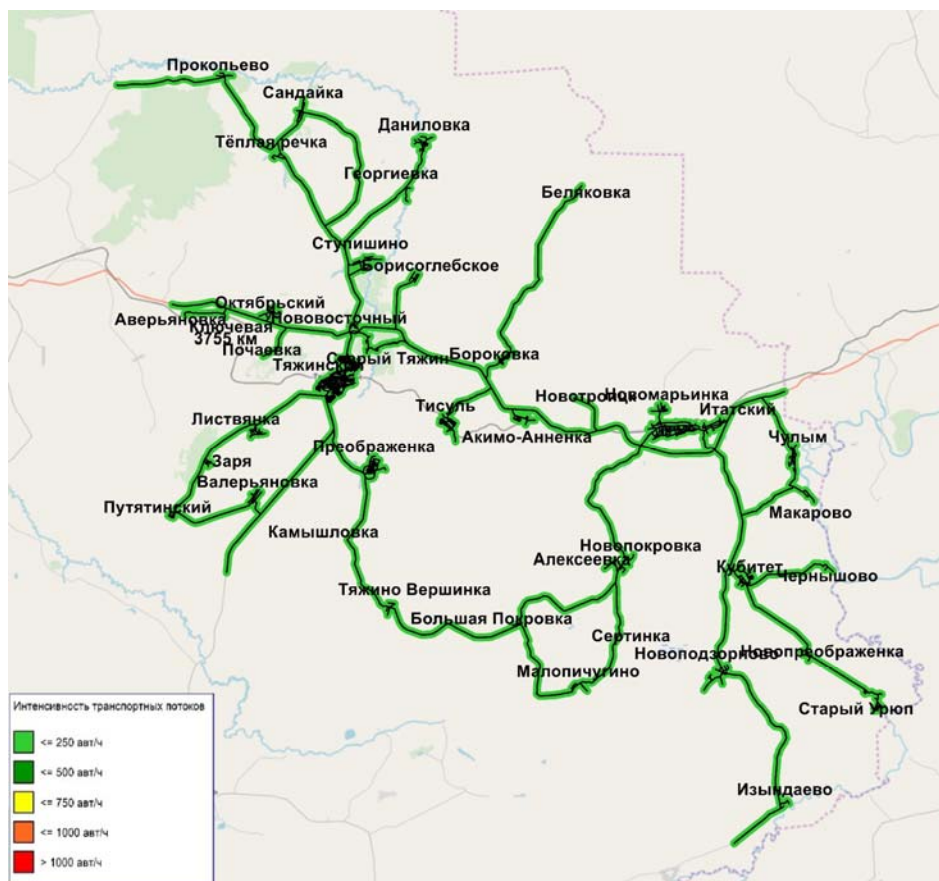 Прокопьево
Сандайка
Даниловка
Тёплая речка
Георгиевка
Беляковка
Ступишино
Борисоглебское
Октябрьский
Аверьяновка
Ключевая
Нововосточный
3755 км
Почаевка
Старый Тяжин
Тяжинский
Бороковка
Листвянка
Тисуль
Новотроицк
Новомарьинка
Итатский
Акимо-Анненка
Преображенка
Чулым
Заря
Валерьяновка
Путятинский
Макарово
Камышловка
Новопокровка
Алексеевка
Кубитет
Чернышово
Тяжино Вершинка
Большая Покровка
Сертинка
Малопичугино
Новоподзорново
Новопреображенка
Старый Урюп
Изындаево
Интенсивность транспортных потоков
<= 250 авт/ч
<= 500 авт/ч
<= 750 авт/ч
<= 1000 авт/ч
> 1000 авт/ч